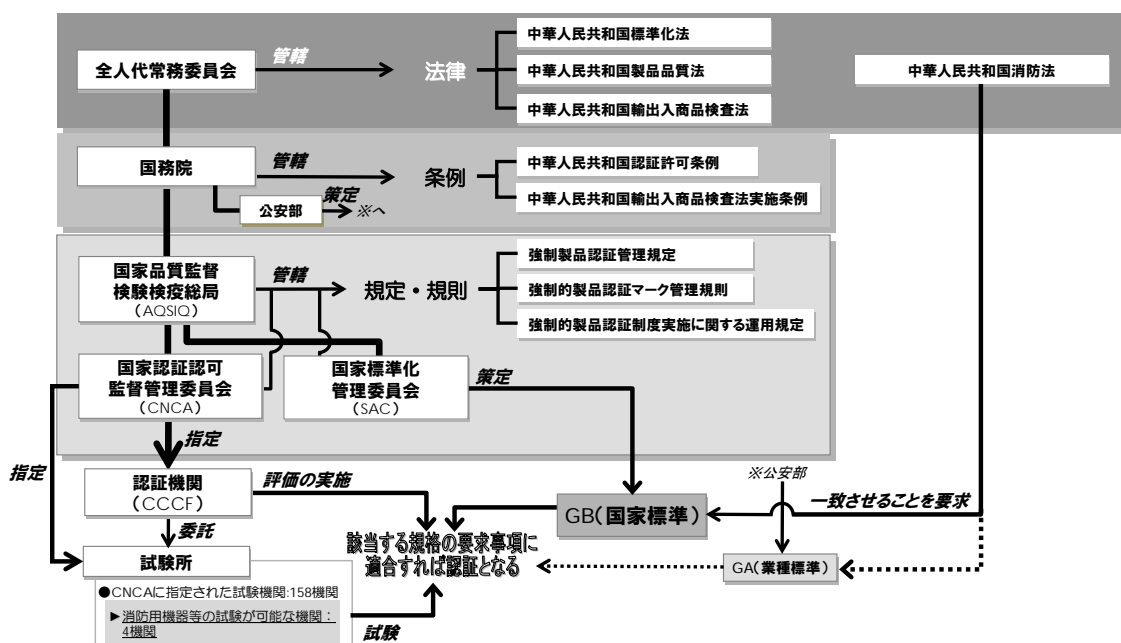 全人代常務委員会
管轄
法律
中華人民共和国標準化法
中華人民共和国製品品質法
中華人民共和国輸出入商品検査法
中華人民共和国消防法
国務院
管轄
条例
中華人民共和国認証許可条例
中華人民共和国輸出入商品検査法実施条例
公安部
策定
※へ
国家品質監督
検験検疫総局
(AQSIQ)
管轄
規定・規則
強制製品認証管理規定
強制的製品認証マーク管理規則
強制的製品認証制度実施に関する運用規定
国家認証認可
監督管理委員会
(CNCA)
国家標準化
管理委員会
(SAC)
策定
指定
指定
認証機関
(CCCF)
評価の実施
委託
試験所
●CNCAに指定された試験機関:158機関
▶消防用機器等の試験が可能な機関：
4機関
試験
該当する規格の要求事項に
適合すれば認証となる
GB(国家標準)
※公安部
一致させることを要求
GA(業種標準)